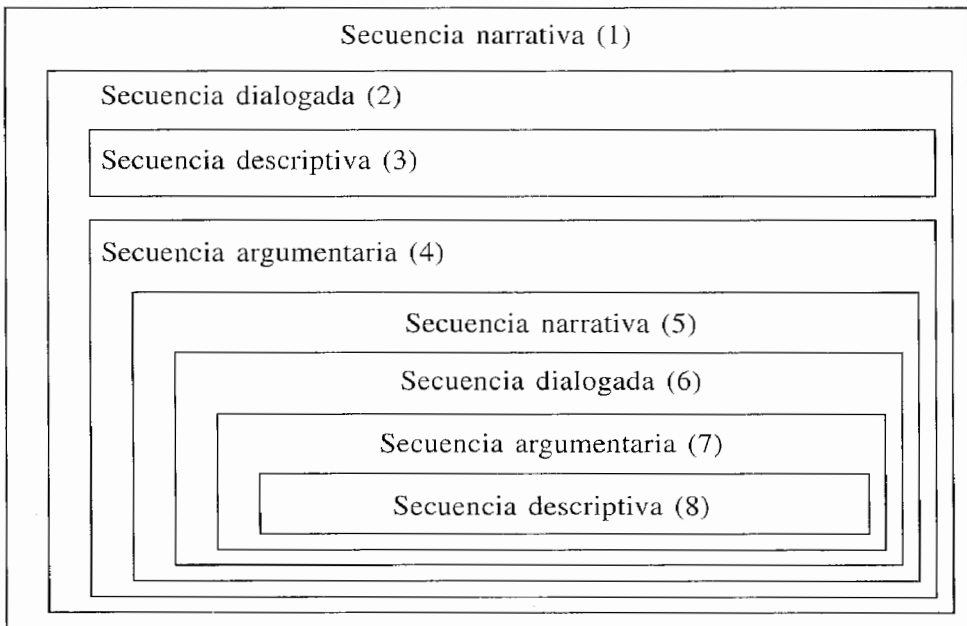 Secuencia narrativa (1)
Secuencia dialogada (2)
Secuencia descriptiva (3)
Secuencia argumentaria (4)
Secuencia narrativa (5)
Secuencia dialogada (6)
Secuencia argumentaria (7)
Secuencia descriptiva (8)